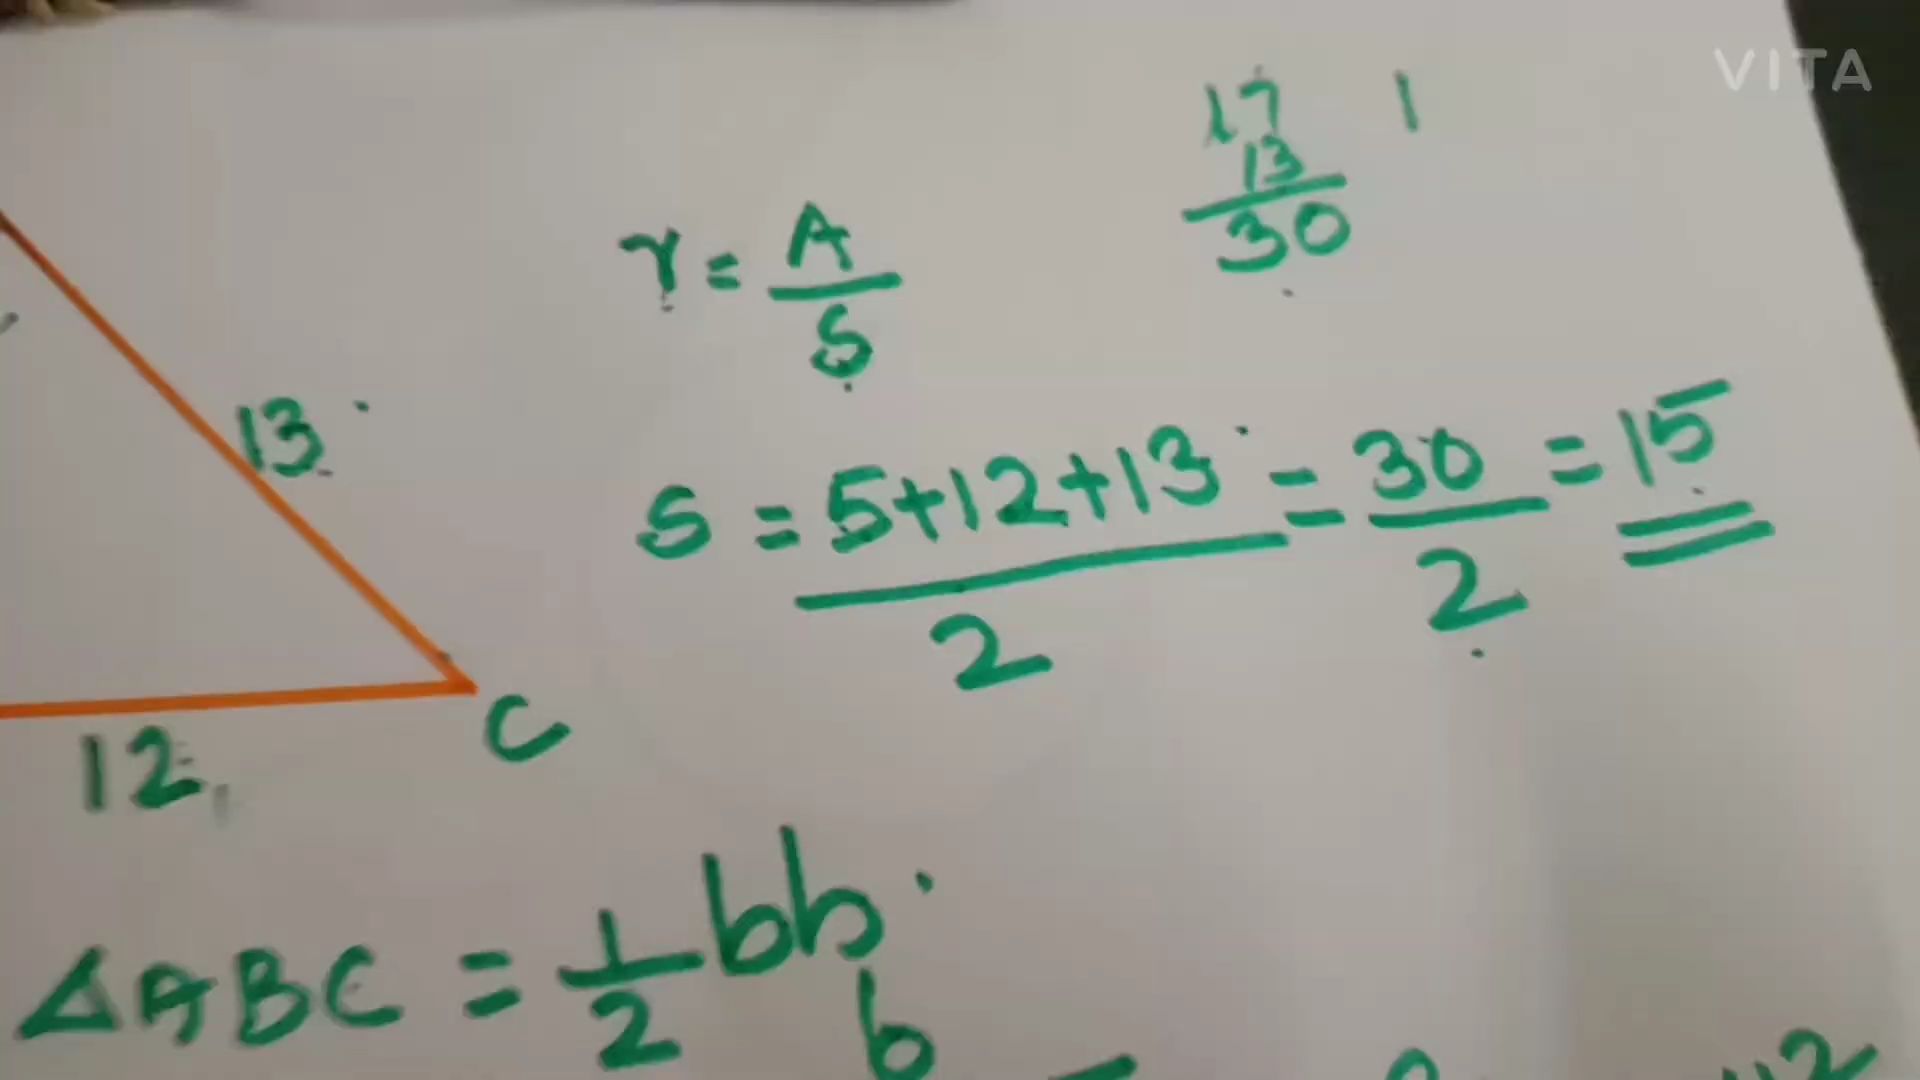 VITA
17 1
13
30
r = A/S
13
S = 5+12+13/2 = 30/2 = 15
12
C
ΔABC = 1/2 bh